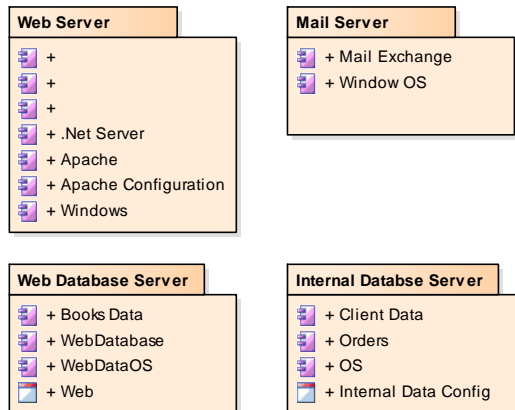 Web Server
+
+
+
+ .Net Server
+ Apache
+ Apache Configuration
+ Windows
Mail Server
+ Mail Exchange
+ Window OS
Web Database Server
+ Books Data
+ WebDatabase
+ WebDataOS
+ Web
Internal Databse Server
+ Client Data
+ Orders
+ OS
+ Internal Data Config